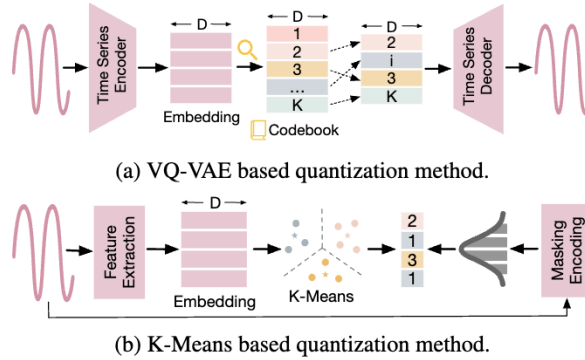 D
D
1
2
3
...
K
2
i
3
K
Time Series
Encoder
Embedding
Codebook
Time Series
Decoder
(a) VQ-VAE based quantization method.
Feature
Extraction
D
Embedding
K-Means
2
1
3
1
Masking
Encoding
(b) K-Means based quantization method.